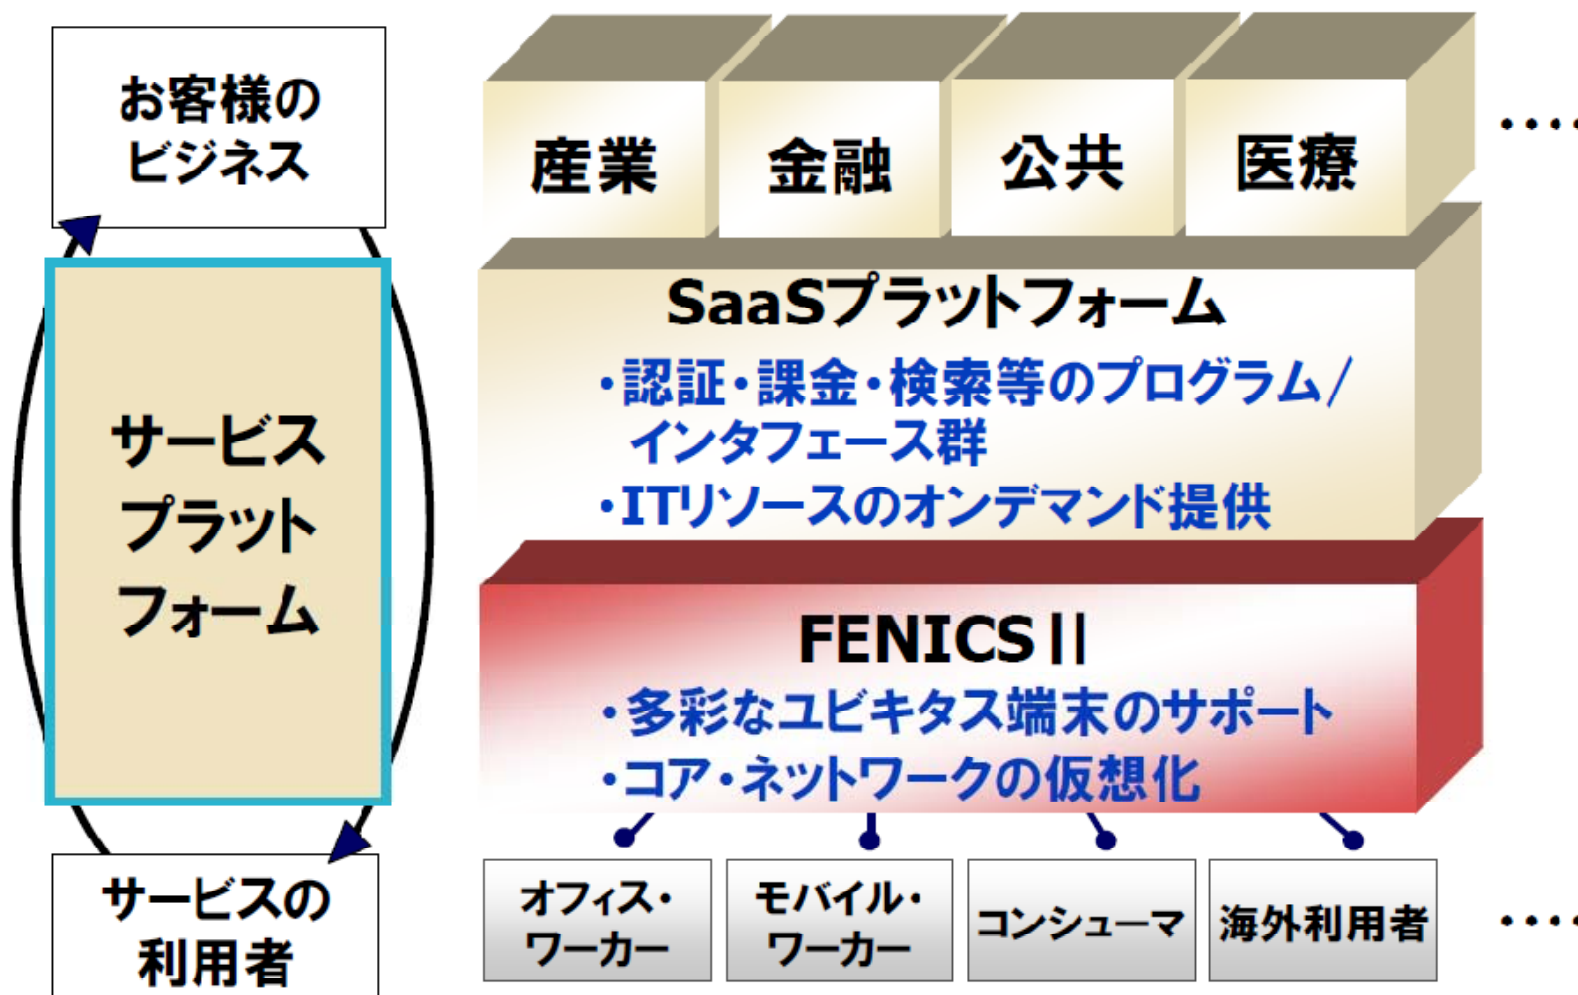 お客様の
ビジネス
サービス
プラット
フォーム
サービスの
利用者
産業
金融
公共
医療
‥‥
SaaSプラットフォーム
・認証・課金・検索等のプログラム/
インタフェース群
・ITリソースのオンデマンド提供
FENICSⅡ
・多彩なユビキタス端末のサポート
・コア・ネットワークの仮想化
オフィス・
ワーカー
モバイル・
ワーカー
コンシューマ
海外利用者
‥‥